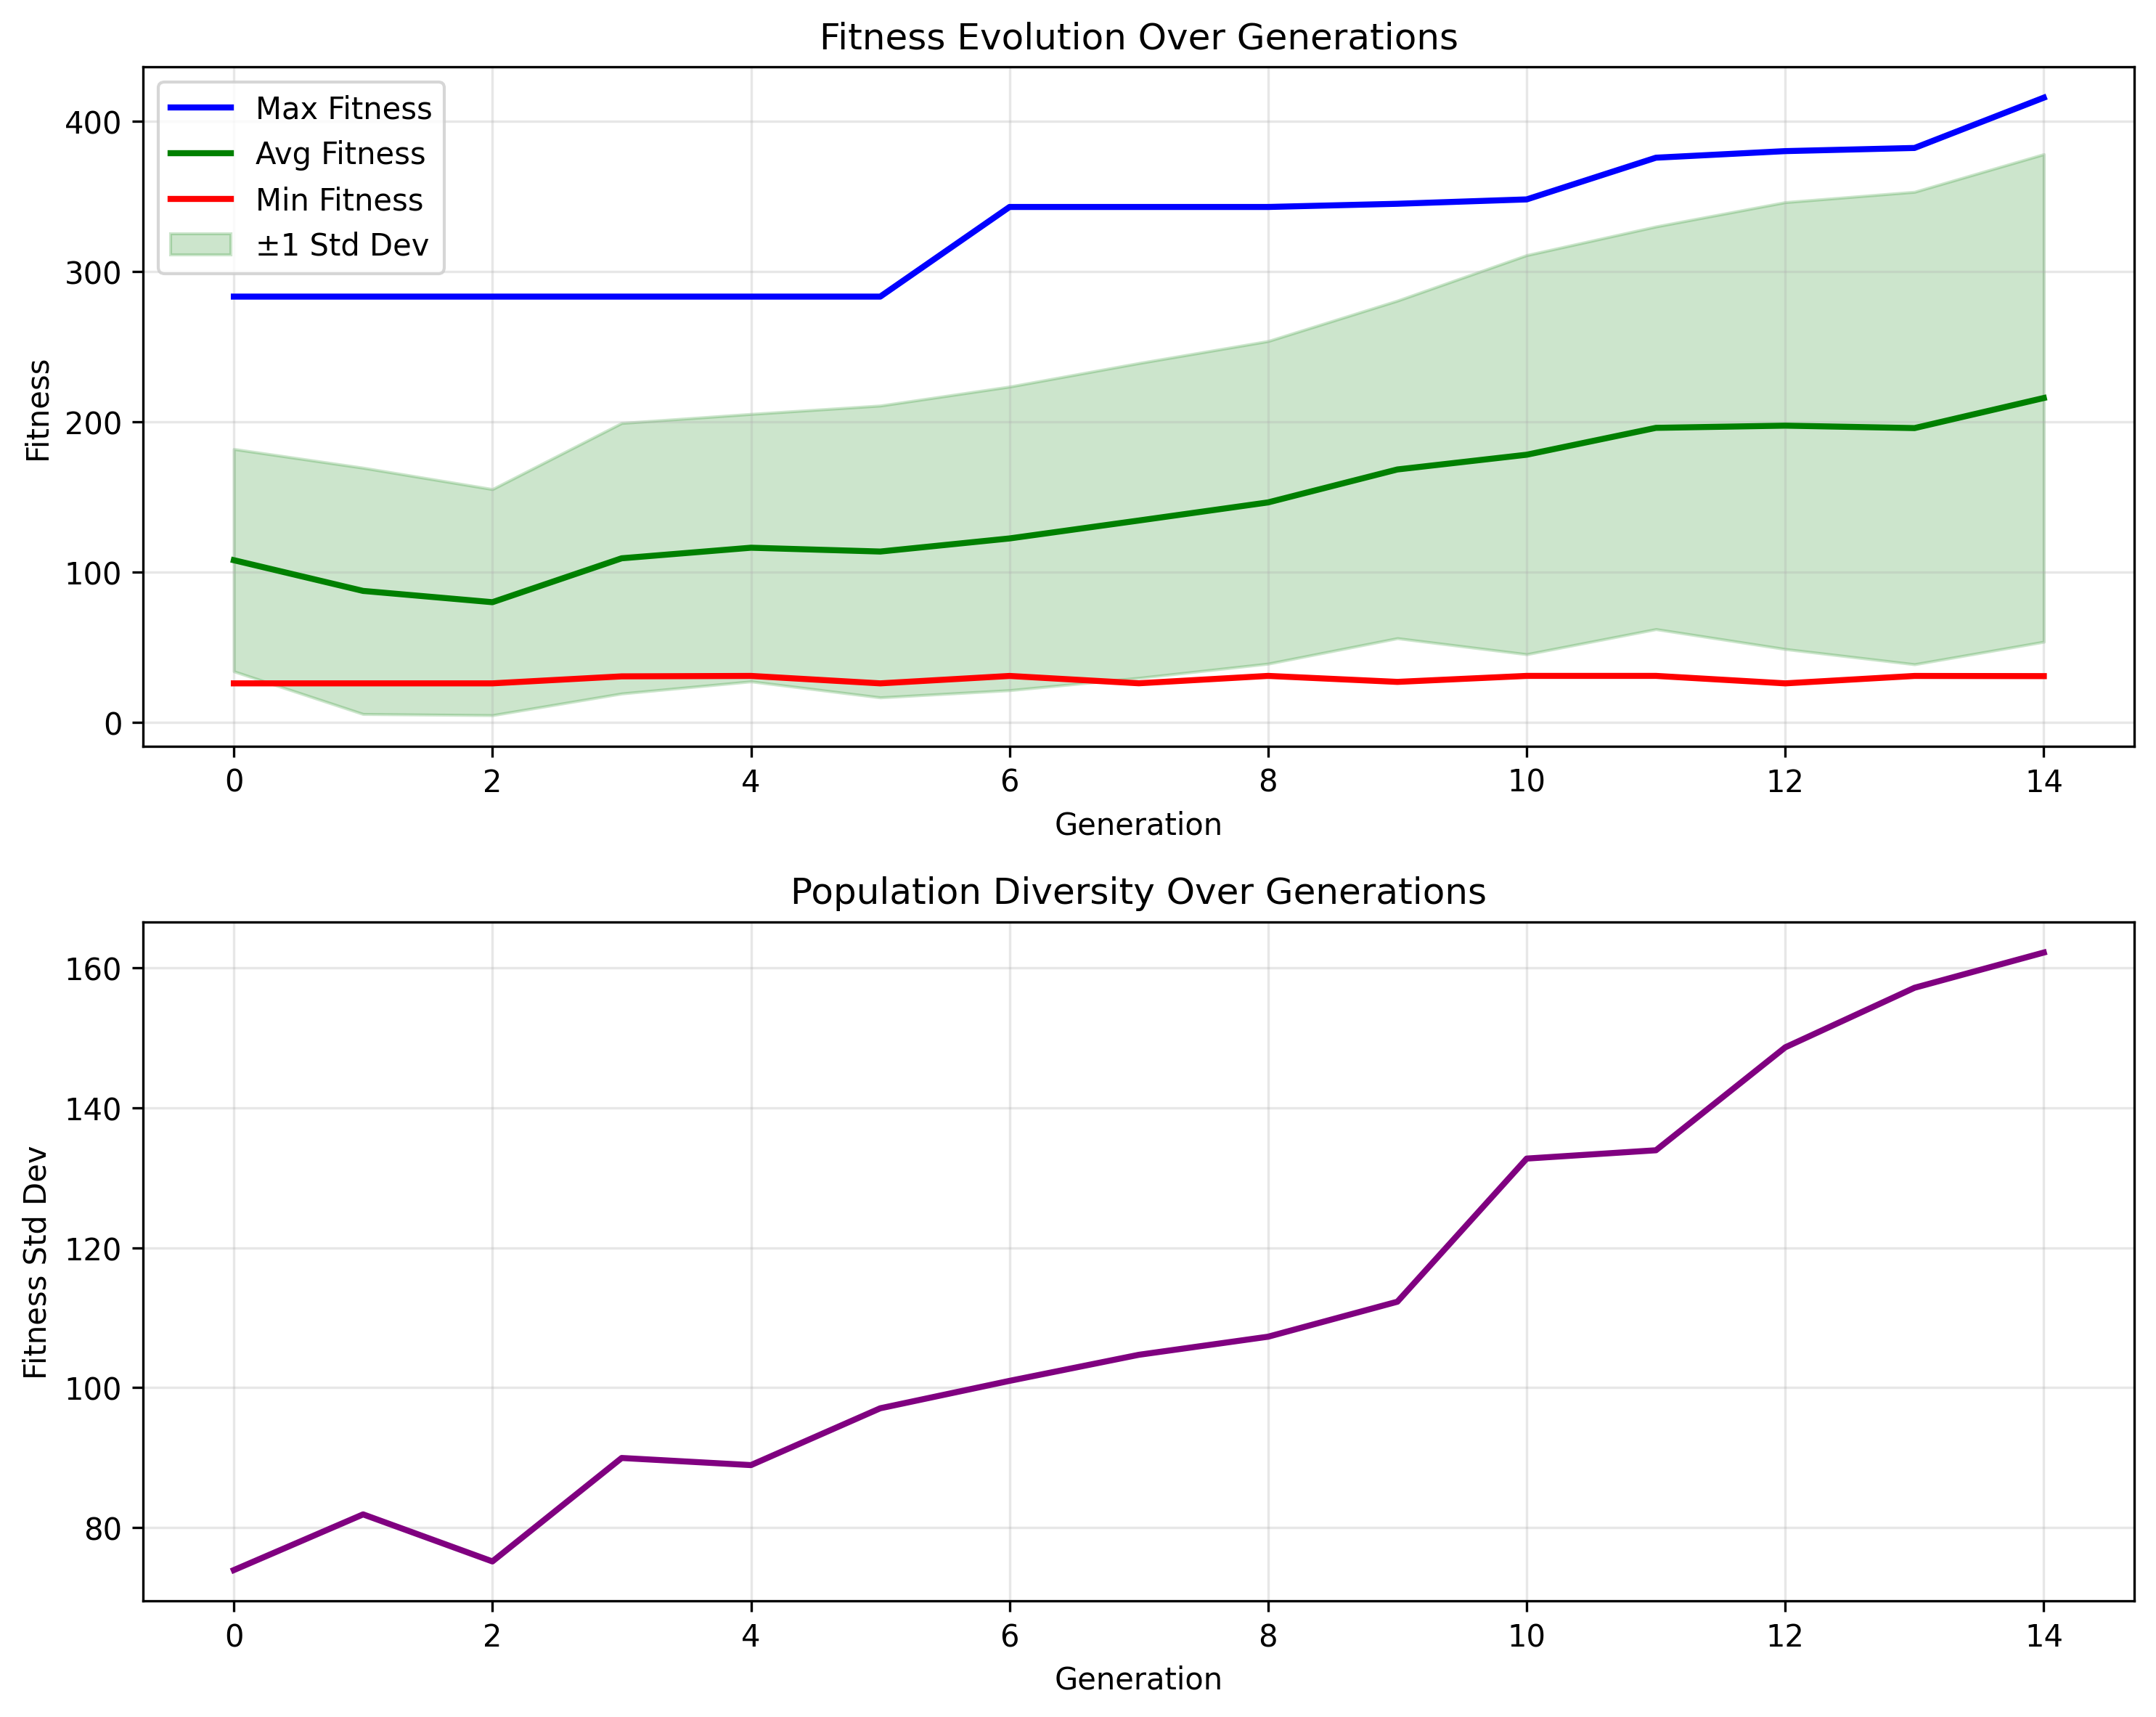 Fitness Evolution Over Generations
Max Fitness
Avg Fitness
Min Fitness
±1 Std Dev
Fitness
400
300
200
100
0
0 2 4 6 8 10 12 14
Generation
Population Diversity Over Generations
Fitness Std Dev
160
140
120
100
80
0 2 4 6 8 10 12 14
Generation